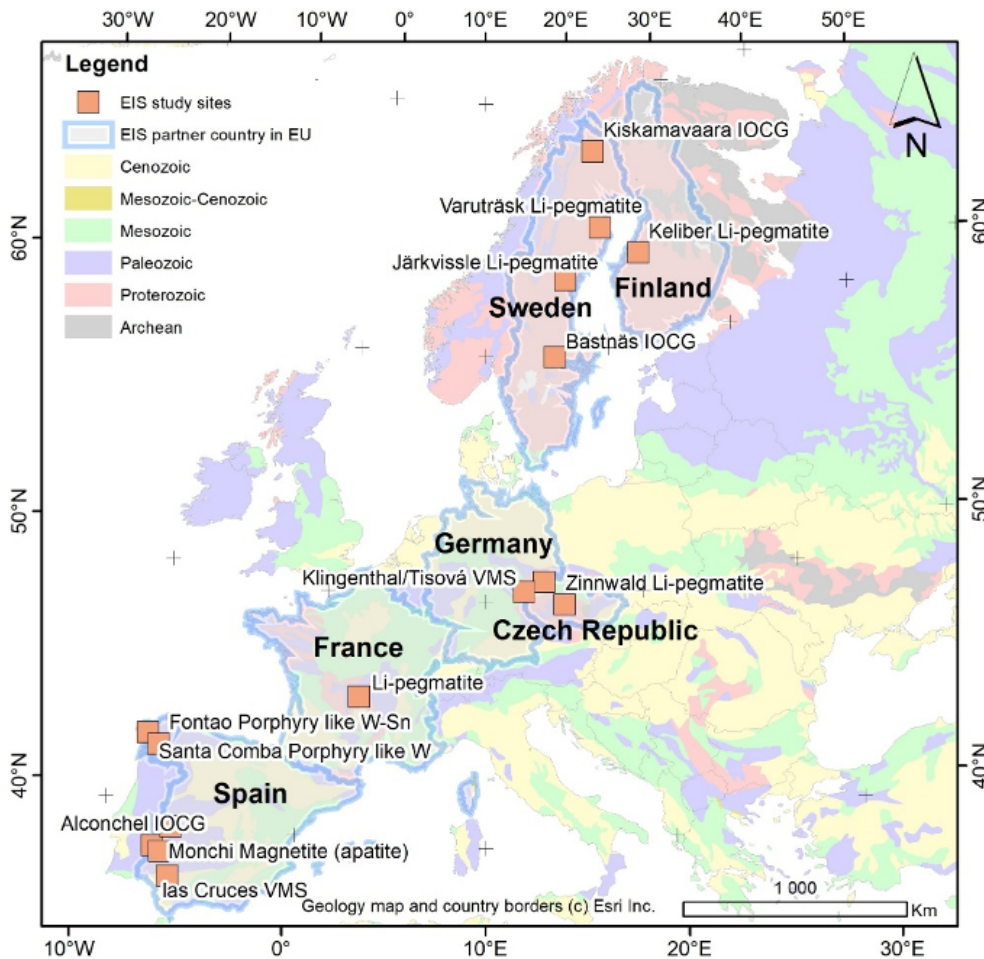 30°W 20°W 10°W 0° 10°E 20°E 30°E 40°E 50°E
Legend
EIS study sites
EIS partner country in EU
Cenozoic
Mesozoic-Cenozoic
Mesozoic
Paleozoic
Proterozoic
Archean
N
Kiskamavaara IOCG
Varuträsk Li-pegmatite
Keliber Li-pegmatite
Järkvissle Li-pegmatite
Sweden
Finland
Bastnäs IOCG
60°N
60°N
50°N
50°N
Germany
Klingenthal/Tisová VMS
Zinnwald Li-pegmatite
Czech Republic
France
Li-pegmatite
Fontao Porphyry like W-Sn
Santa Comba Porphyry like W
40°N
40°N
Spain
Alconchel IOCG
Monchi Magnetite (apatite)
las Cruces VMS
1 000
Geology map and country borders (c) Esri Inc.
Km
10°W 0° 10°E 20°E 30°E